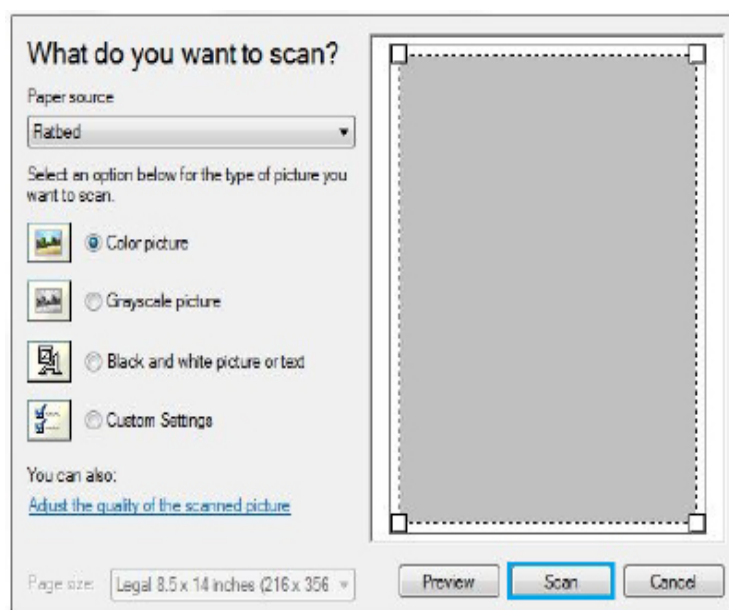 What do you want to scan?
Paper source
Flatbed
Select an option below for the type of picture you
want to scan.
Color picture
Grayscale picture
Black and white picture or text
Custom Settings
You can also:
Adjust the quality of the scanned picture
Page size: Legal 8.5 x 14 inches (216 x 356
Preview Scan Cancel